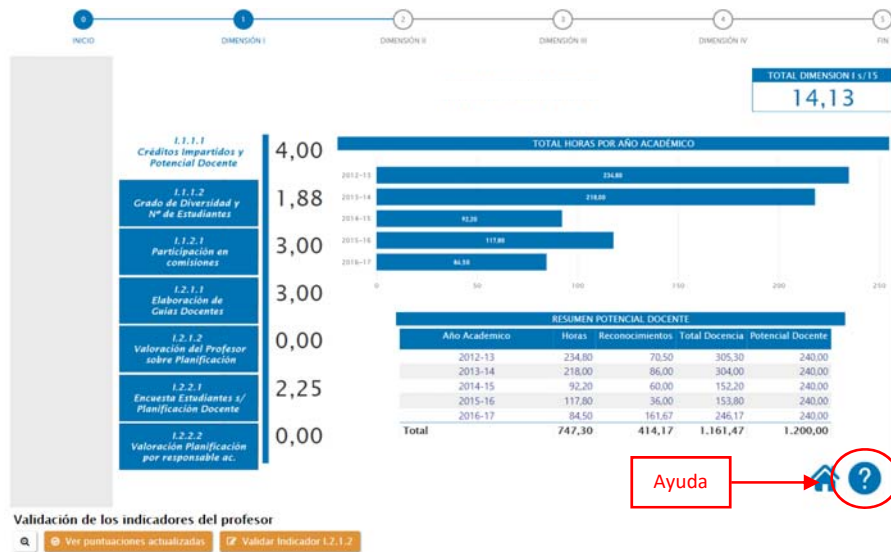 0 1 2 3 4 5
INICIO DIMENSIÓN I DIMENSIÓN II DIMENSIÓN III DIMENSIÓN IV FIN
TOTAL DIMENSION I s/15
14,13
I.1.1.1
Créditos Impartidos y
Potencial Docente
4,00
I.1.1.2
Grado de Diversidad y
Nº de Estudiantes
1,88
I.1.2.1
Participación en
comisiones
3,00
I.2.1.1
Elaboración de
Guias Docentes
3,00
I.2.1.2
Valoración del Profesor
sobre Planificación
0,00
I.2.2.1
Encuesta Estudiantes s/
Planificación Docente
2,25
I.2.2.2
Valoración Planificación
por responsable ac.
0,00
TOTAL HORAS POR AÑO ACADÉMICO
2012-13 234,80
2013-14 218,00
2014-15 92,20
2015-16 117,80
2016-17 84,50
0 50 100 150 200 250
RESUMEN POTENCIAL DOCENTE
Año Academico Horas Reconocimientos Total Docencia Potencial Docente
2012-13 234,80 70,50 305,30 240,00
2013-14 218,00 86,00 304,00 240,00
2014-15 92,20 60,00 152,20 240,00
2015-16 117,80 36,00 153,80 240,00
2016-17 84,50 161,67 246,17 240,00
Total 747,30 414,17 1.161,47 1.200,00
Ayuda
?
Validación de los indicadores del profesor
Ver puntuaciones actualizadas Validar Indicador I.2.1.2